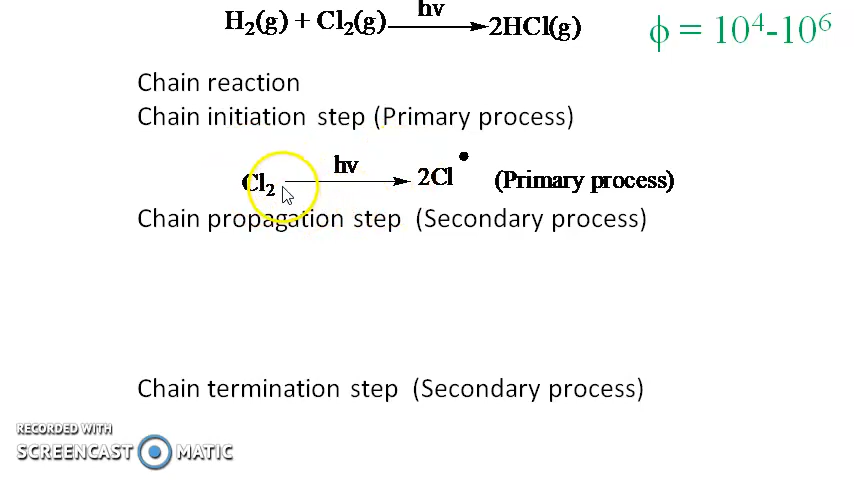 H₂(g) + Cl₂(g) hv 2HCl(g) ϕ = 10⁴-10⁶
Chain reaction
Chain initiation step (Primary process)
Cl₂ hv 2Cl• (Primary process)
Chain propagation step (Secondary process)
Chain termination step (Secondary process)
RECORDED WITH
SCREENCAST MATIC